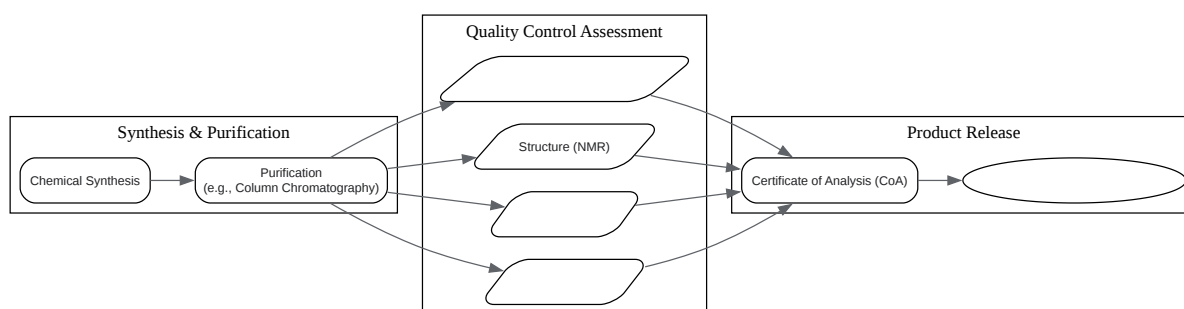 Quality Control Assessment
Synthesis & Purification
Product Release
Chemical Synthesis
Purification
(e.g., Column Chromatography)
Structure (NMR)
Certificate of Analysis (CoA)